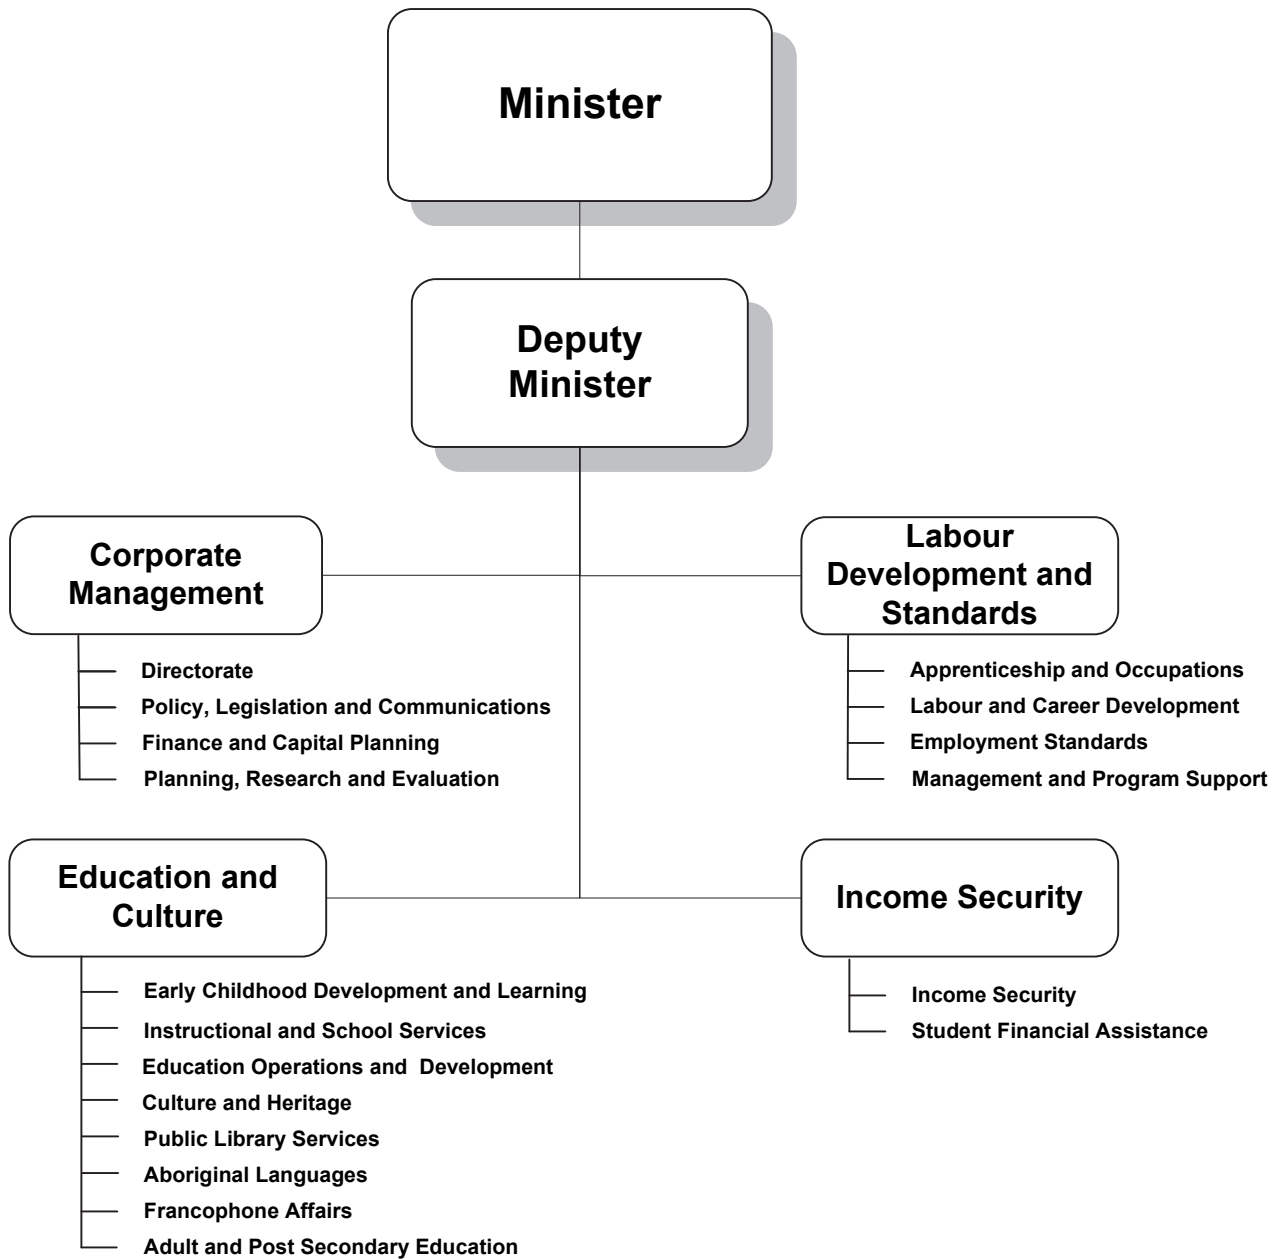 Minister
Deputy
Minister
Corporate
Management
Directorate
Policy, Legislation and Communications
Finance and Capital Planning
Planning, Research and Evaluation
Labour
Development and
Standards
Apprenticeship and Occupations
Labour and Career Development
Employment Standards
Management and Program Support
Education and
Culture
Early Childhood Development and Learning
Instructional and School Services
Education Operations and  Development
Culture and Heritage
Public Library Services
Aboriginal Languages
Francophone Affairs
Adult and Post Secondary Education
Income Security
Income Security
Student Financial Assistance